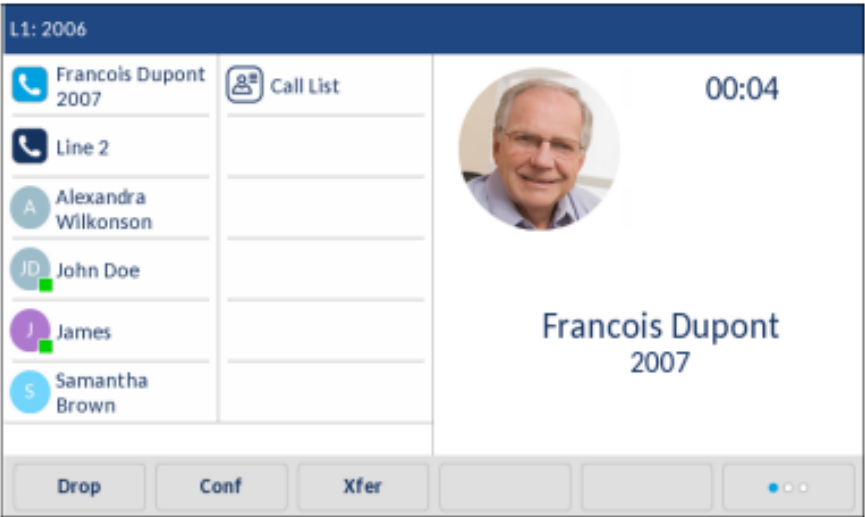 L1: 2006
Francois Dupont
2007
Call List
00:04
Line 2
A
Alexandra
Wilkonson
JD
John Doe
J
James
S
Samantha
Brown
Francois Dupont
2007
Drop
Conf
Xfer